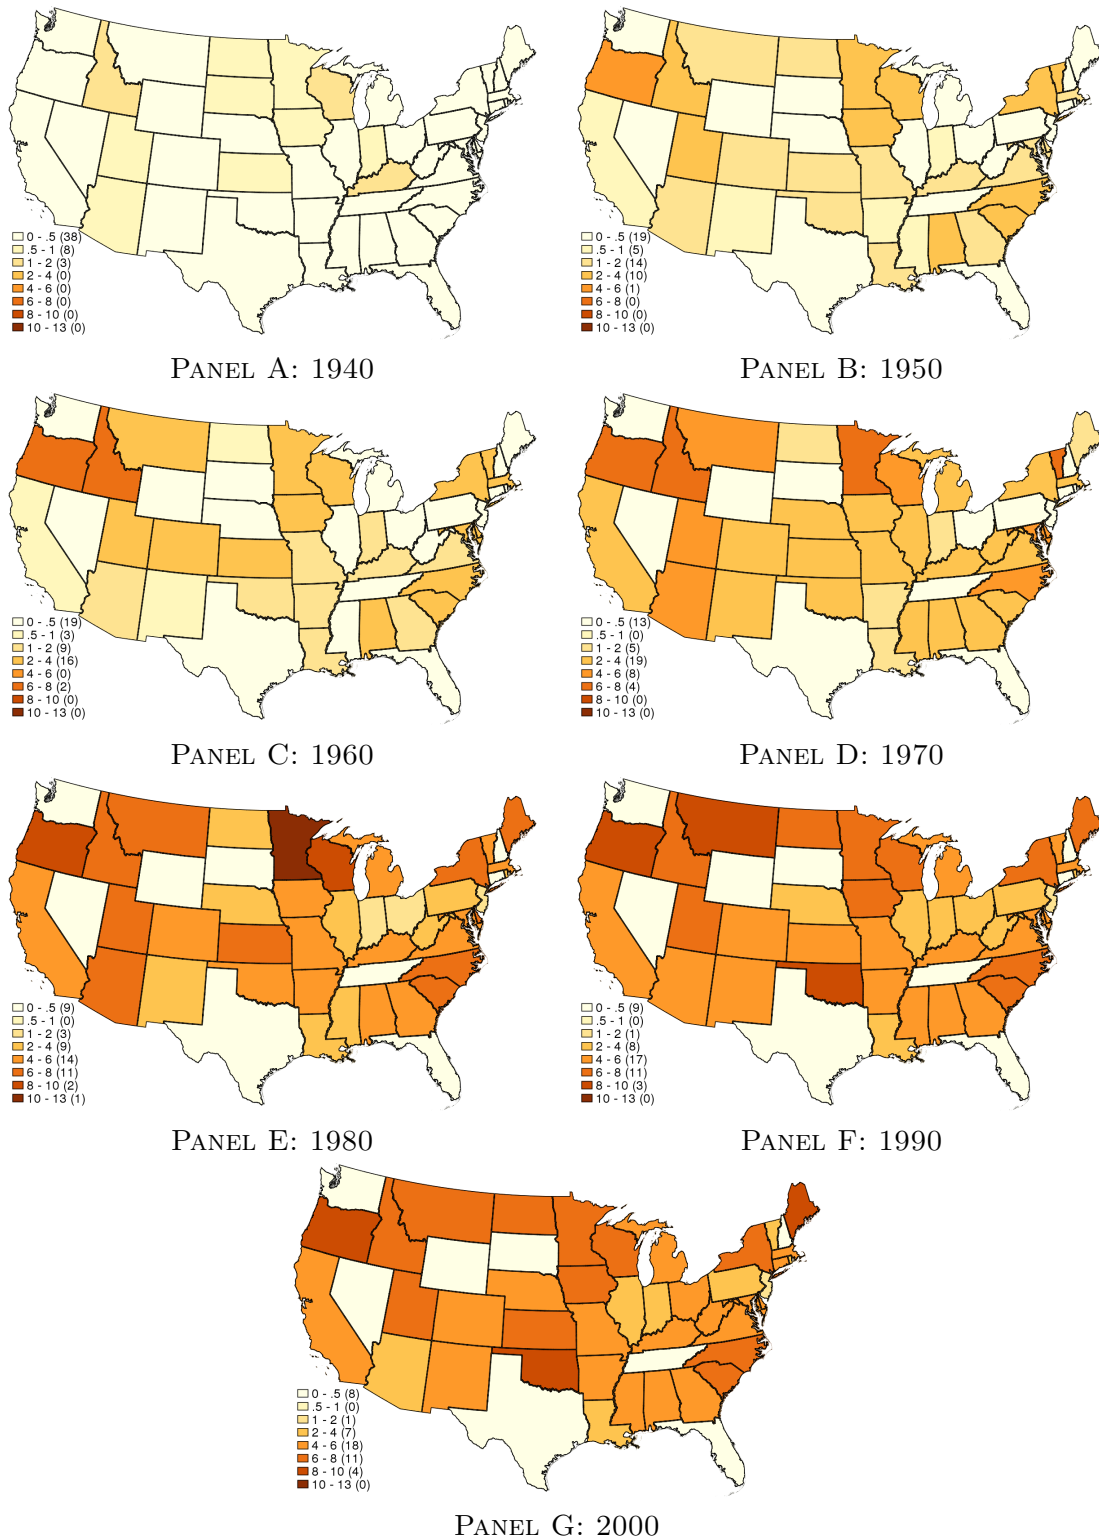 0 - .5 (38)
.5 - 1 (8)
1 - 2 (3)
2 - 4 (0)
4 - 6 (0)
6 - 8 (0)
8 - 10 (0)
10 - 13 (0)
PANEL A: 1940
0 - .5 (19)
.5 - 1 (5)
1 - 2 (14)
2 - 4 (10)
4 - 6 (1)
6 - 8 (0)
8 - 10 (0)
10 - 13 (0)
PANEL B: 1950
0 - .5 (19)
.5 - 1 (3)
1 - 2 (9)
2 - 4 (16)
4 - 6 (0)
6 - 8 (2)
8 - 10 (0)
10 - 13 (0)
PANEL C: 1960
0 - .5 (13)
.5 - 1 (0)
1 - 2 (5)
2 - 4 (19)
4 - 6 (8)
6 - 8 (4)
8 - 10 (0)
10 - 13 (0)
PANEL D: 1970
0 - .5 (9)
.5 - 1 (0)
1 - 2 (3)
2 - 4 (9)
4 - 6 (14)
6 - 8 (11)
8 - 10 (2)
10 - 13 (1)
PANEL E: 1980
0 - .5 (9)
.5 - 1 (0)
1 - 2 (1)
2 - 4 (8)
4 - 6 (17)
6 - 8 (11)
8 - 10 (3)
10 - 13 (0)
PANEL F: 1990
0 - .5 (8)
.5 - 1 (0)
1 - 2 (1)
2 - 4 (7)
4 - 6 (18)
6 - 8 (11)
8 - 10 (4)
10 - 13 (0)
PANEL G: 2000